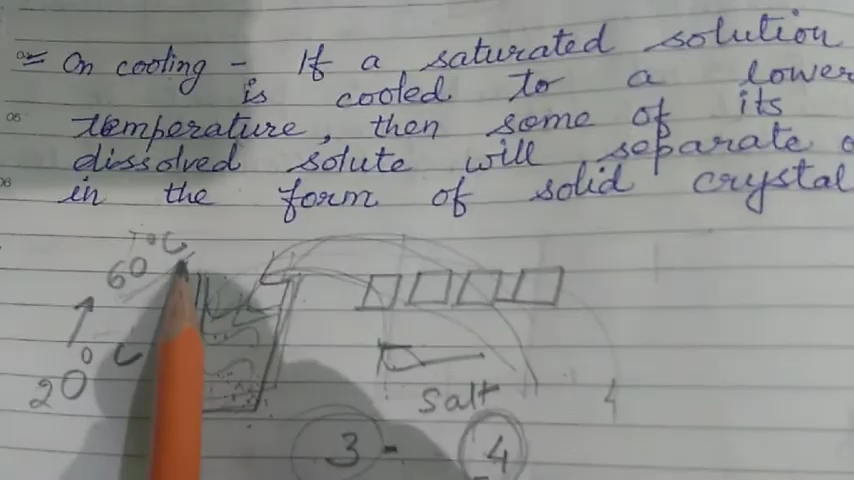 On cooling - If a saturated solution
is cooled to a lower
temperature, then some of its
dissolved solute will separate o
in the form of solid crystal
T°C
60
°C
20
Salt
3 - 4